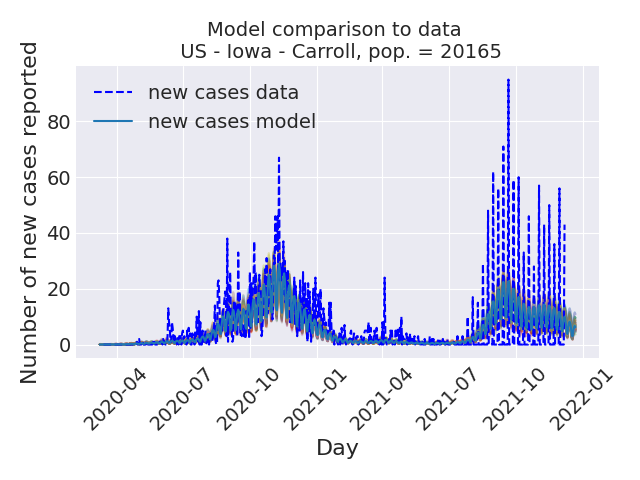 Model comparison to data
US - Iowa - Carroll, pop. = 20165
new cases data
new cases model
Number of new cases reported
80
60
40
20
0
2020-04
2020-07
2020-10
2021-01
2021-04
2021-07
2021-10
2022-01
Day